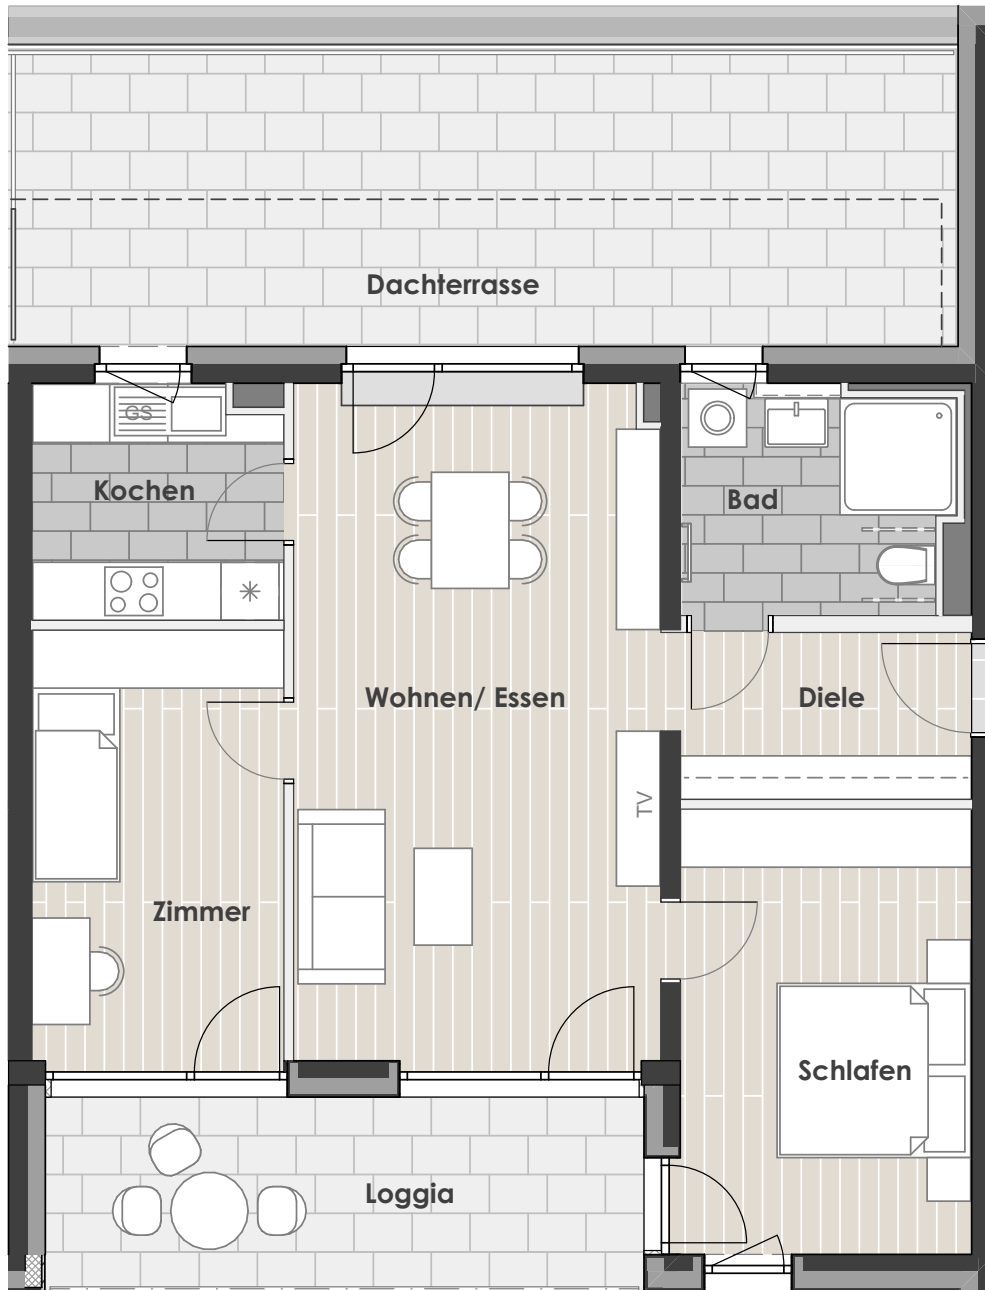 Dachterrasse
GS
Kochen
Bad
Wohnen/ Essen
Diele
TV
Zimmer
Schlafen
Loggia